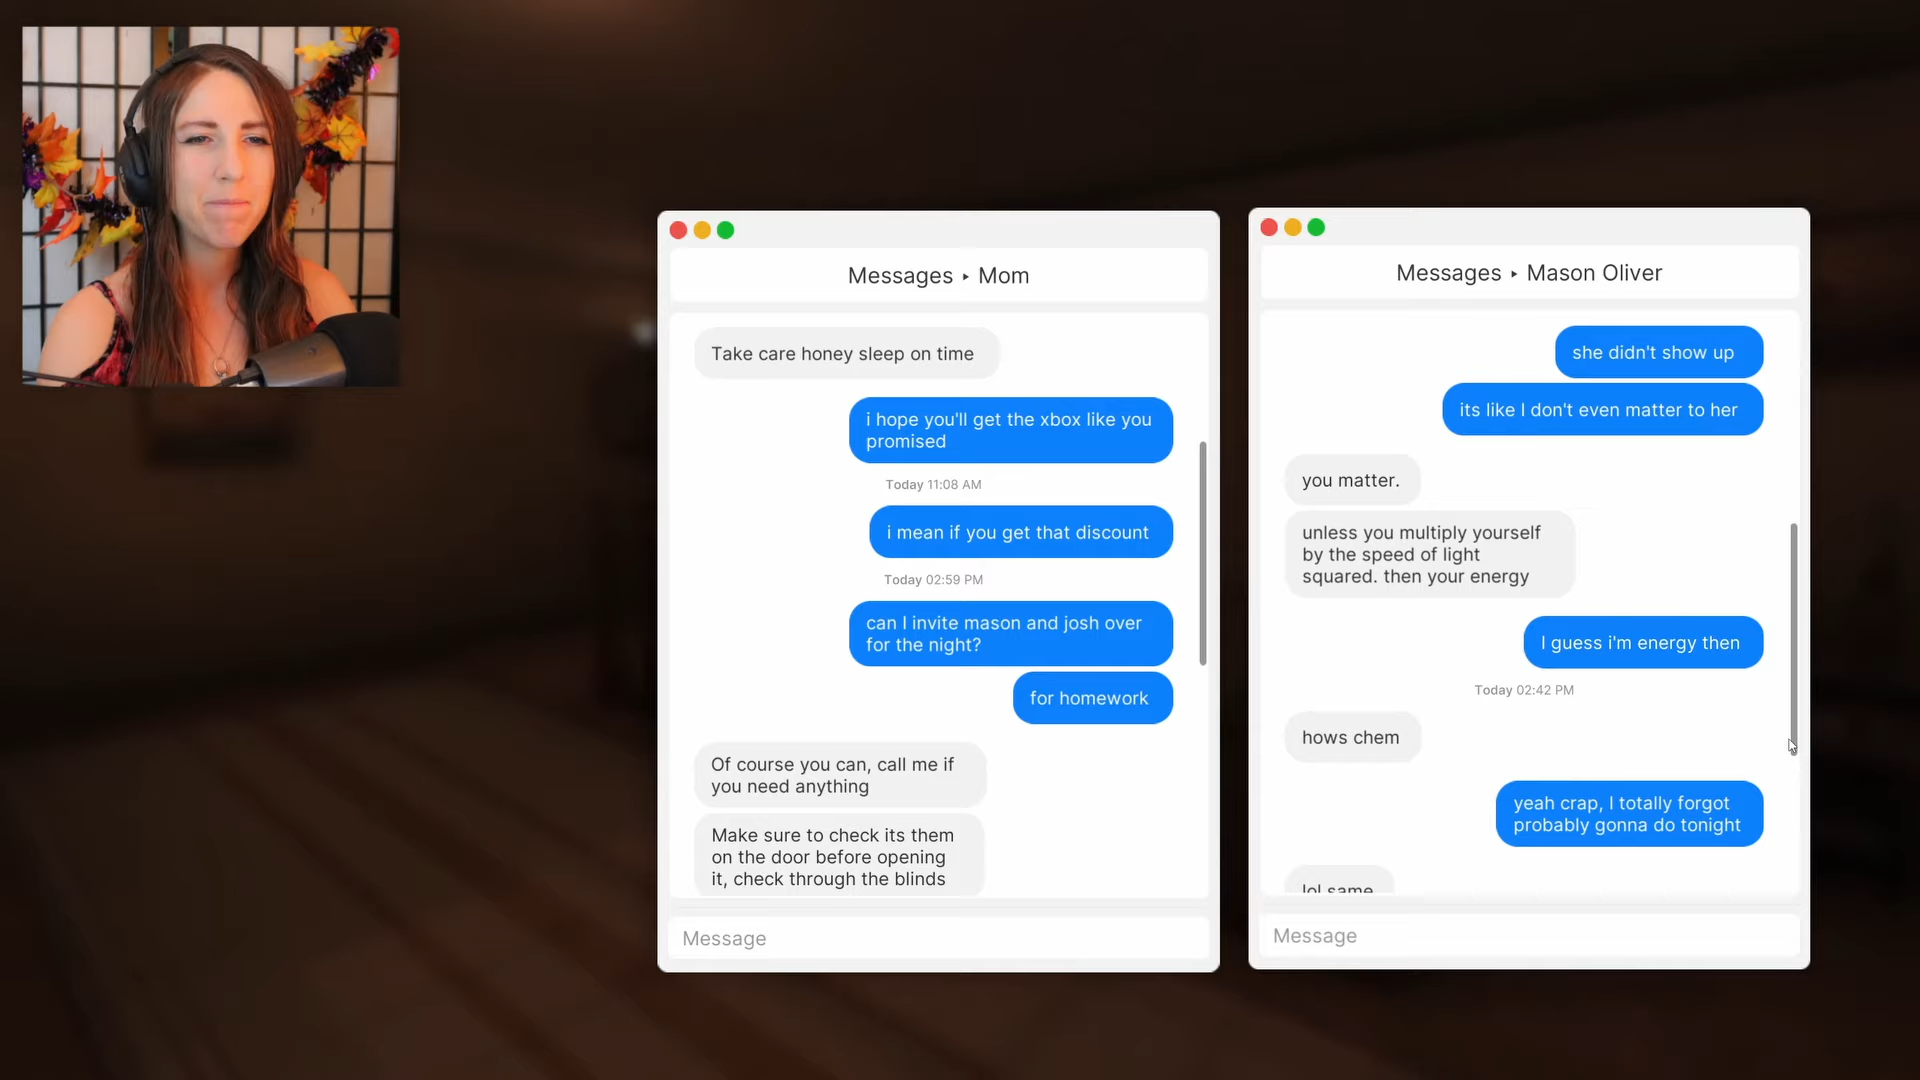 Messages ‣ Mom
Take care honey sleep on time
i hope you'll get the xbox like you
promised
Today 11:08 AM
i mean if you get that discount
Today 02:59 PM
can I invite mason and josh over
for the night?
for homework
Of course you can, call me if
you need anything
Make sure to check its them
on the door before opening
it, check through the blinds
Message
Messages ‣ Mason Oliver
she didn't show up
its like I don't even matter to her
you matter.
unless you multiply yourself
by the speed of light
squared. then your energy
I guess i'm energy then
Today 02:42 PM
hows chem
yeah crap, I totally forgot
probably gonna do tonight
lol same
Message